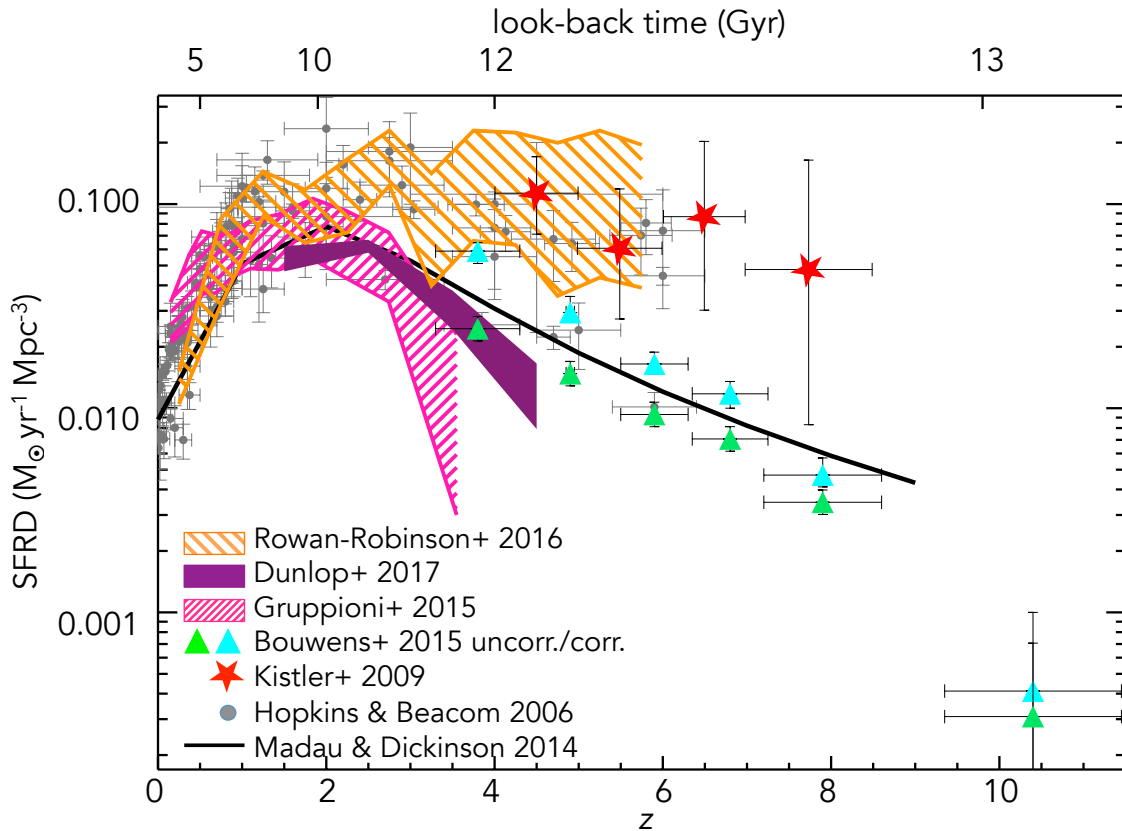 look-back time (Gyr)
5 10 12 13
0.100
0.010
0.001
SFRD (M☉yr⁻¹ Mpc⁻³)
Rowan-Robinson+ 2016
Dunlop+ 2017
Gruppioni+ 2015
Bouwens+ 2015 uncorr./corr.
Kistler+ 2009
Hopkins & Beacom 2006
Madau & Dickinson 2014
0 2 4 6 8 10
z